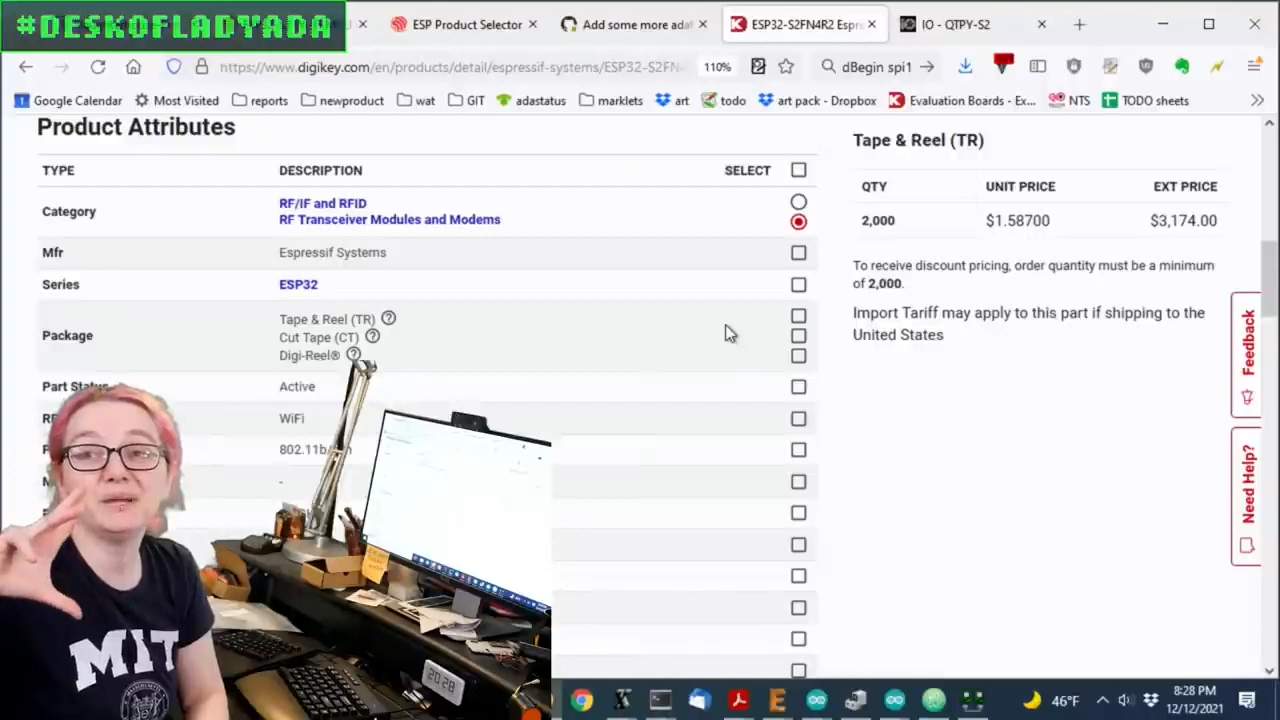 #DESKOFLADYADA
ESP Product Selector
Add some more ada
ESP32-S2FN4R2 Espre
IO - QTPY-S2
https://www.digikey.com/en/products/detail/espressif-systems/ESP32-S2FN
110%
dBegin spi1
Google Calendar
Most Visited
reports
newproduct
wat
GIT
adastatus
marklets
art
todo
art pack - Dropbox
Evaluation Boards - Ex...
NTS
TODO sheets
Product Attributes
TYPE DESCRIPTION SELECT
Category
RF/IF and RFID
RF Transceiver Modules and Modems
Mfr Espressif Systems
Series ESP32
Package
Tape & Reel (TR)
Cut Tape (CT)
Digi-Reel®
Part Status Active
WiFi
802.11b
-
Tape & Reel (TR)
QTY UNIT PRICE EXT PRICE
2,000 $1.58700 $3,174.00
To receive discount pricing, order quantity must be a minimum
of 2,000.
Import Tariff may apply to this part if shipping to the
United States
Feedback
Need Help?
MIT
20:28
46°F
8:28 PM
12/12/2021